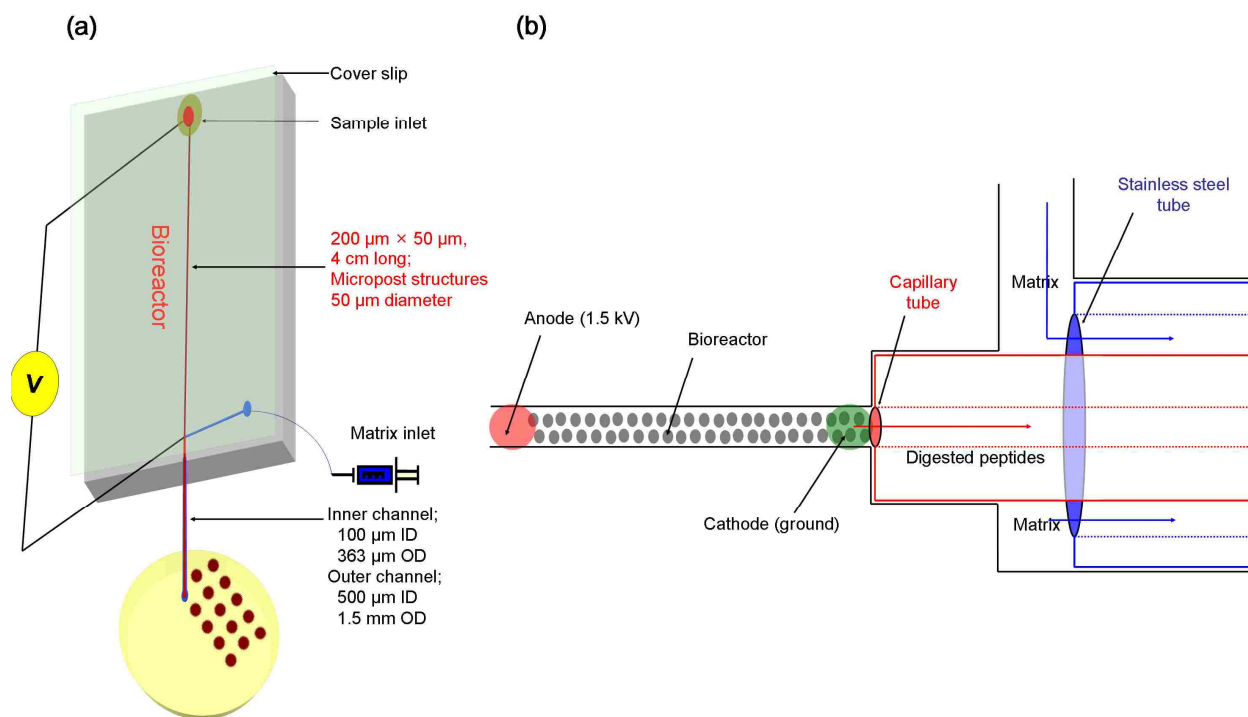 (a)
Cover slip
Sample inlet
Bioreactor
200 µm × 50 µm,
4 cm long;
Micropost structures
50 µm diameter
V
Matrix inlet
Inner channel;
100 µm ID
363 µm OD
Outer channel;
500 µm ID
1.5 mm OD
(b)
Stainless steel
tube
Matrix
Capillary
tube
Anode (1.5 kV)
Bioreactor
Digested peptides
Cathode (ground)
Matrix